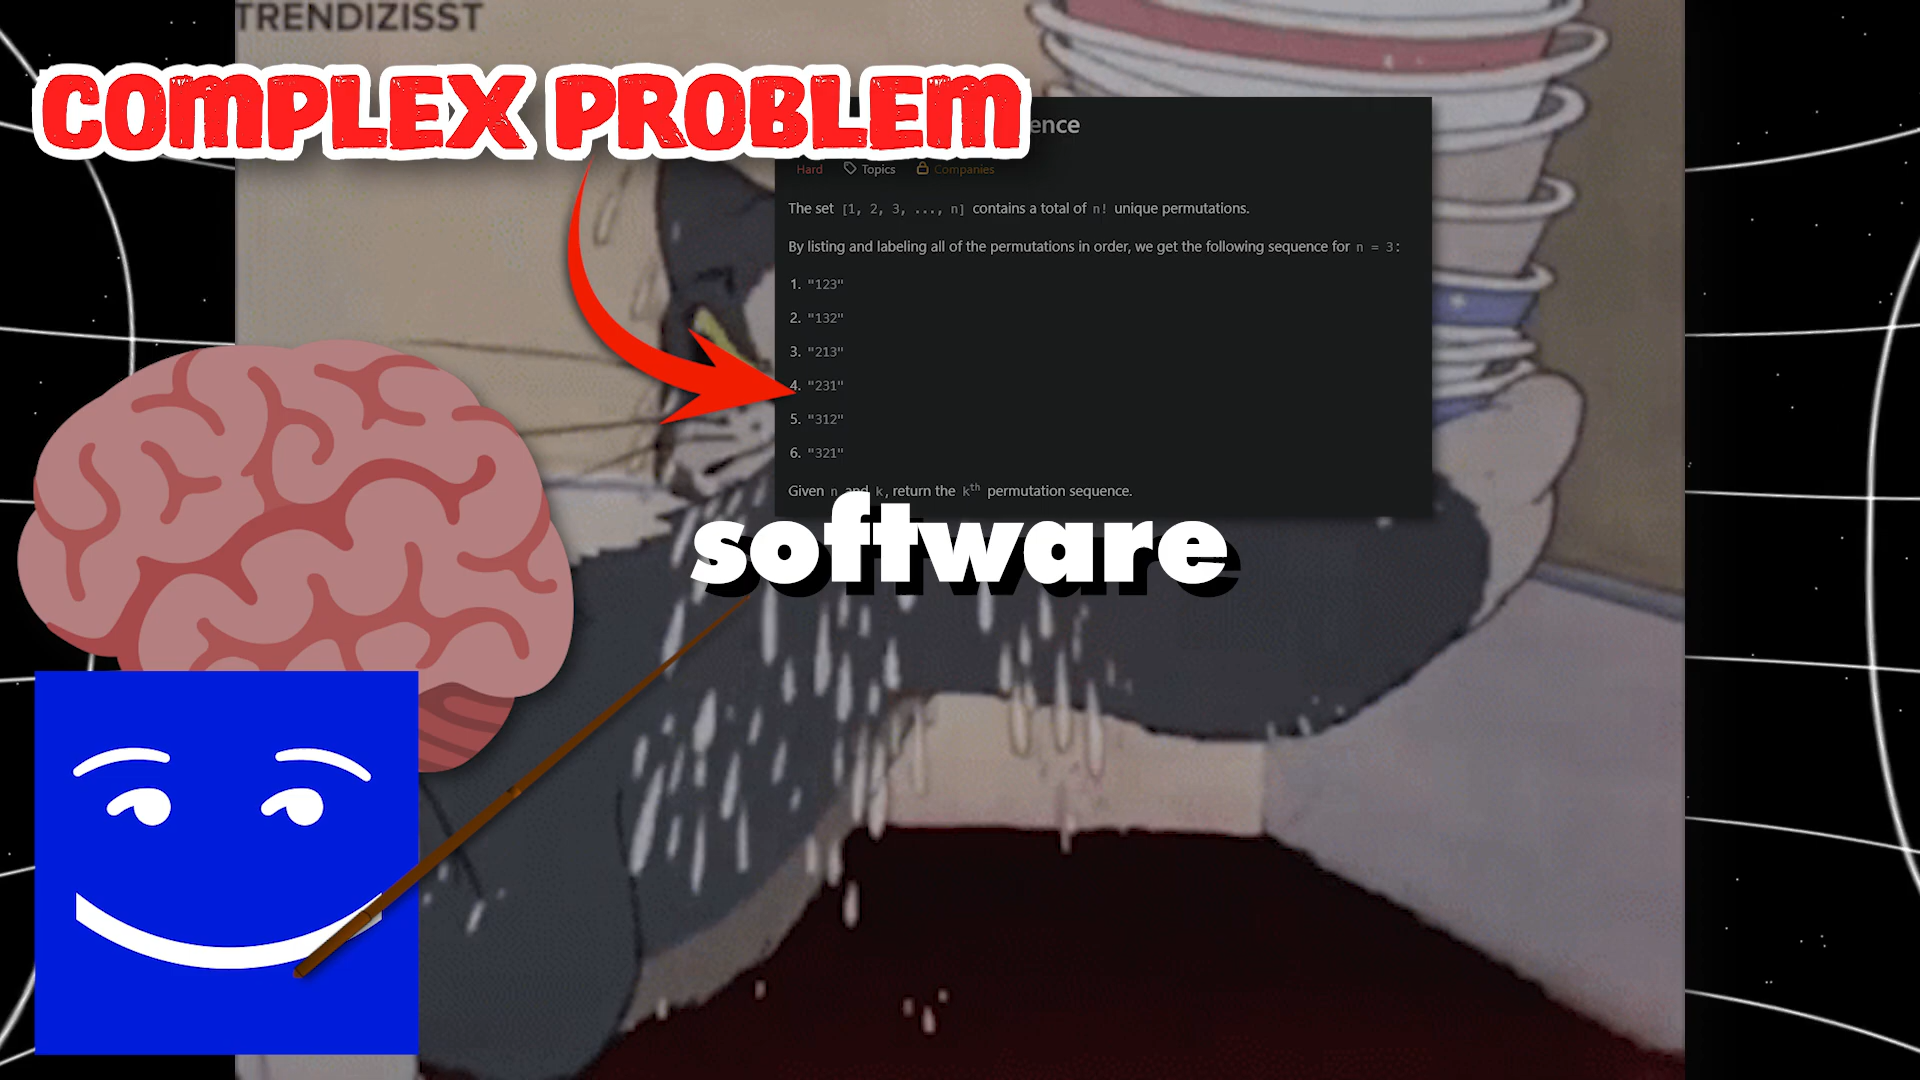 TRENDIZISST
COMPLEX PROBLEM
ence
Hard Topics Companies
The set [1, 2, 3, ..., n] contains a total of n! unique permutations.
By listing and labeling all of the permutations in order, we get the following sequence for n = 3:
1. "123"
2. "132"
3. "213"
4. "231"
5. "312"
6. "321"
Given n and k, return the kth permutation sequence.
software